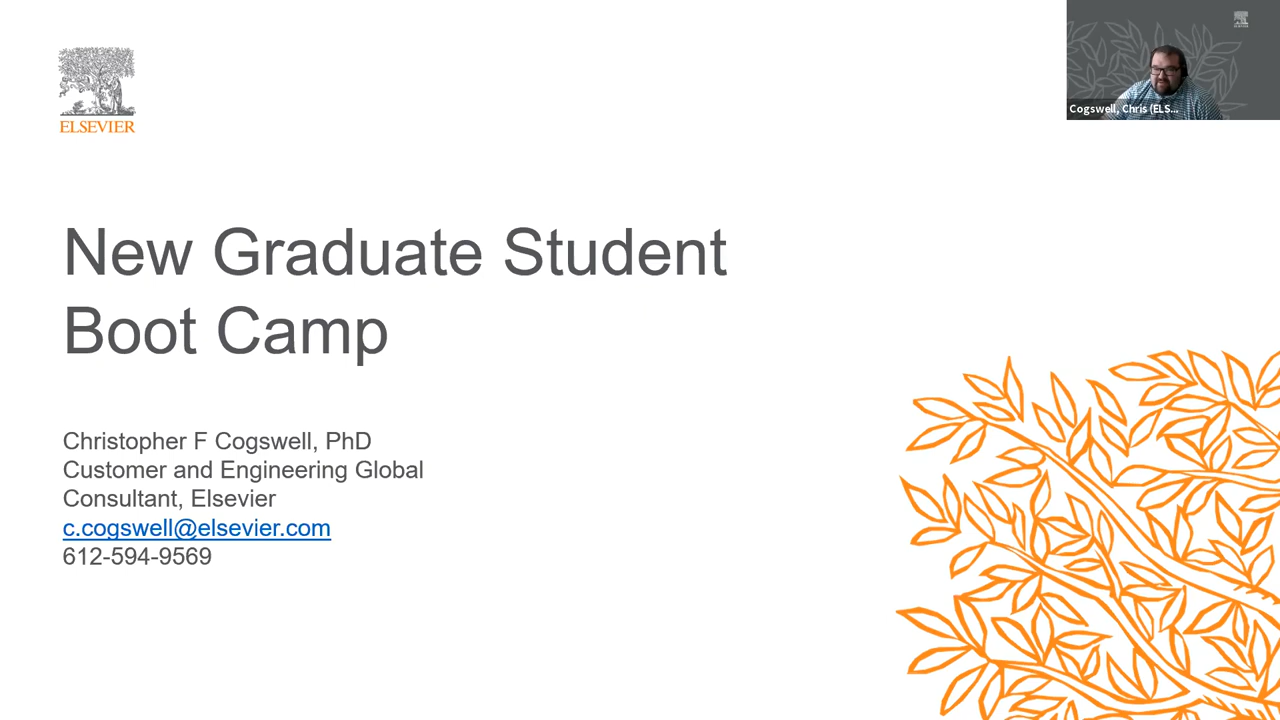 ELSEVIER
Cogswell, Chris (ELS...
New Graduate Student
Boot Camp
Christopher F Cogswell, PhD
Customer and Engineering Global
Consultant, Elsevier
c.cogswell@elsevier.com
612-594-9569